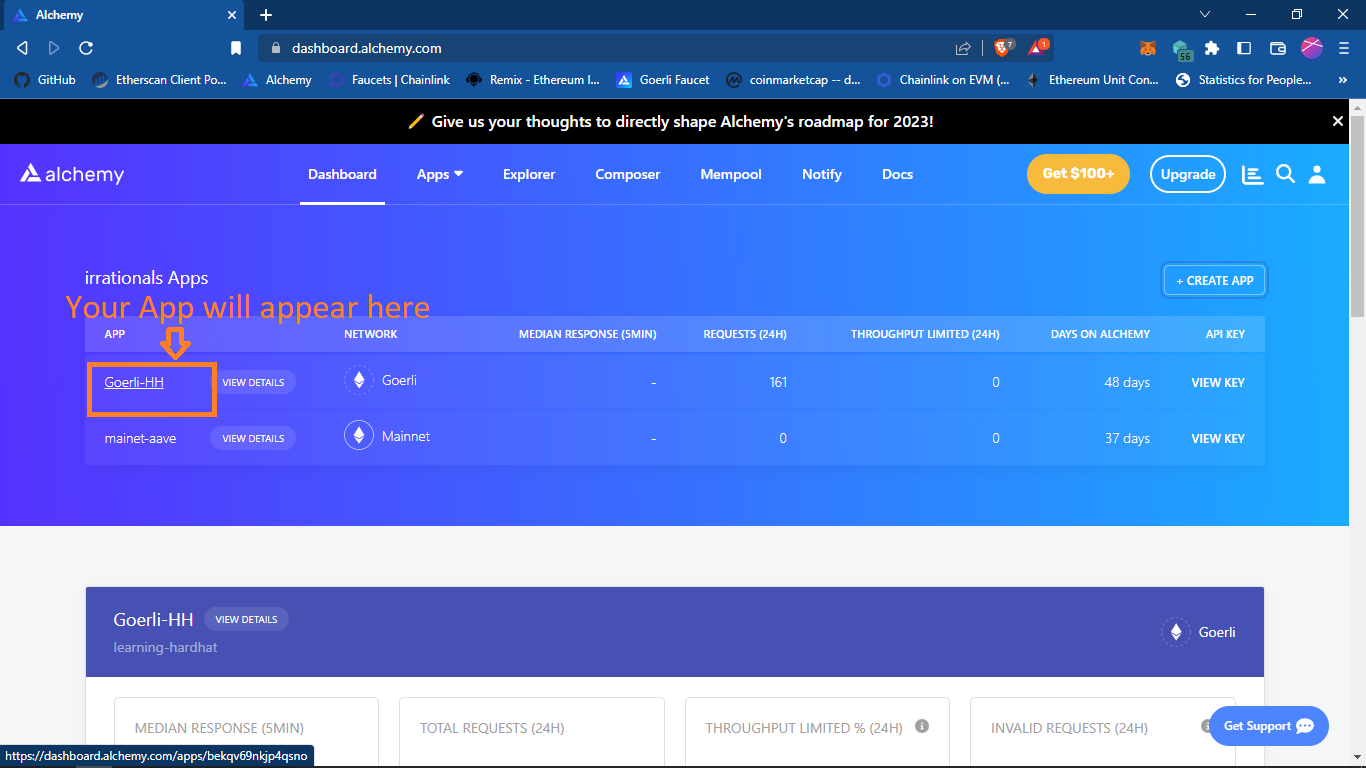 Alchemy
dashboard.alchemy.com
7
1
56
GitHub Etherscan Client Po... Alchemy Faucets | Chainlink Remix - Ethereum I... Goerli Faucet coinmarketcap -- d... Chainlink on EVM (... Ethereum Unit Con... Statistics for People... »
Give us your thoughts to directly shape Alchemy's roadmap for 2023!
alchemy Dashboard Apps Explorer Composer Mempool Notify Docs Get $100+ Upgrade
irrationals Apps
+ CREATE APP
Your App will appear here
APP NETWORK MEDIAN RESPONSE (5MIN) REQUESTS (24H) THROUGHPUT LIMITED (24H) DAYS ON ALCHEMY API KEY
Goerli-HH VIEW DETAILS Goerli - 161 0 48 days VIEW KEY
mainet-aave VIEW DETAILS Mainnet - 0 0 37 days VIEW KEY
Goerli-HH VIEW DETAILS
learning-hardhat
Goerli
MEDIAN RESPONSE (5MIN) TOTAL REQUESTS (24H) THROUGHPUT LIMITED % (24H) INVALID REQUESTS (24H)
Get Support
https://dashboard.alchemy.com/apps/bekqv69nkjp4qsno